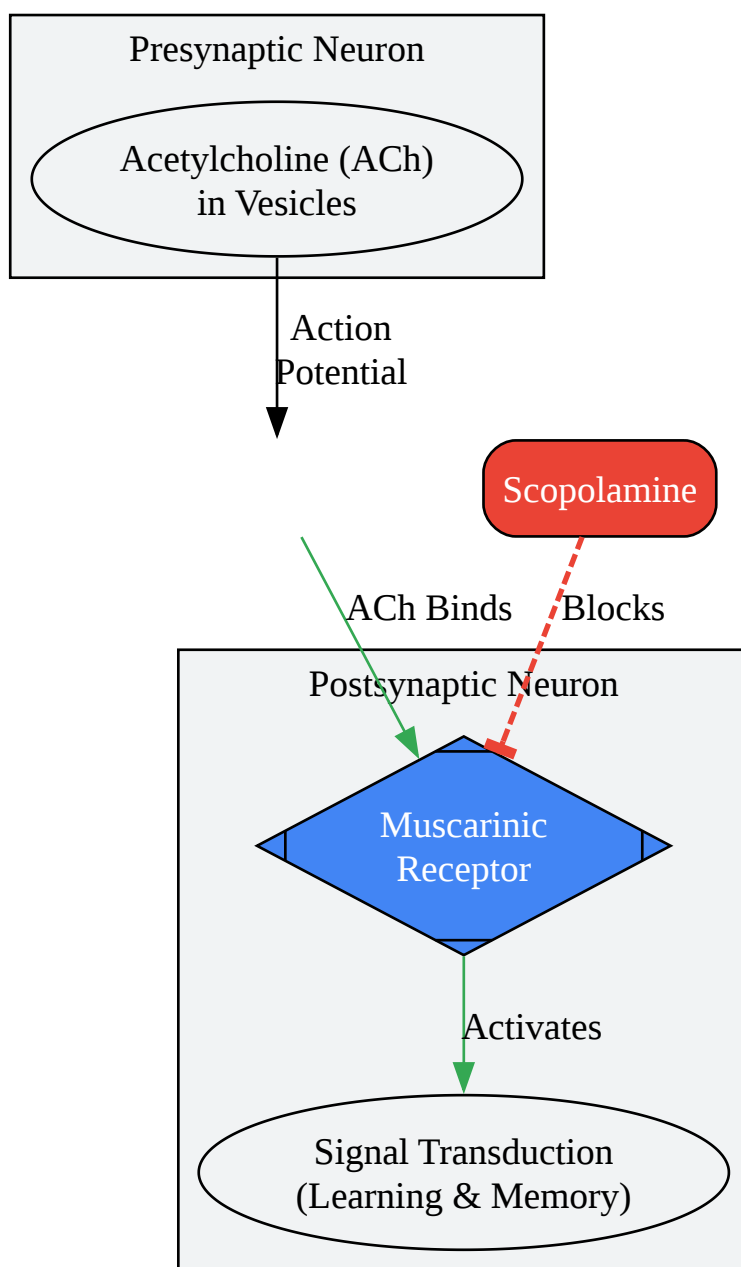 Presynaptic Neuron
Acetylcholine (ACh)
in Vesicles
Action
Potential
Scopolamine
ACh Binds
Blocks
Postsynaptic Neuron
Muscarinic
Receptor
Activates
Signal Transduction
(Learning & Memory)